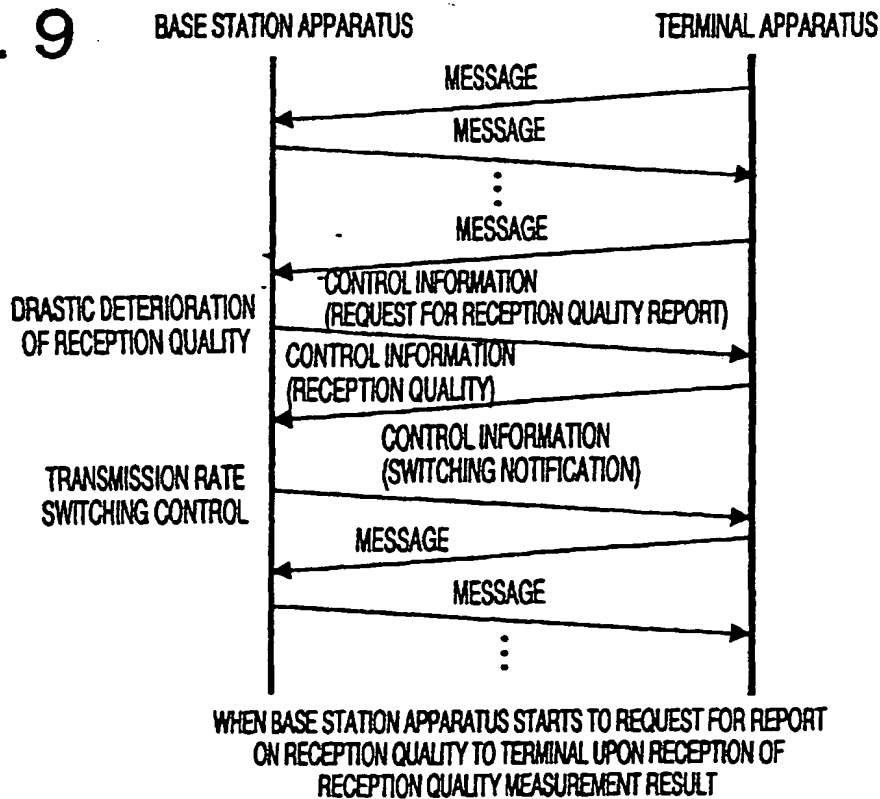 . 9
BASE STATION APPARATUS
TERMINAL APPARATUS
MESSAGE
MESSAGE
MESSAGE
CONTROL INFORMATION
(REQUEST FOR RECEPTION QUALITY REPORT)
DRASTIC DETERIORATION
OF RECEPTION QUALITY
CONTROL INFORMATION
(RECEPTION QUALITY)
CONTROL INFORMATION
(SWITCHING NOTIFICATION)
TRANSMISSION RATE
SWITCHING CONTROL
MESSAGE
MESSAGE
WHEN BASE STATION APPARATUS STARTS TO REQUEST FOR REPORT
ON RECEPTION QUALITY TO TERMINAL UPON RECEPTION OF
RECEPTION QUALITY MEASUREMENT RESULT